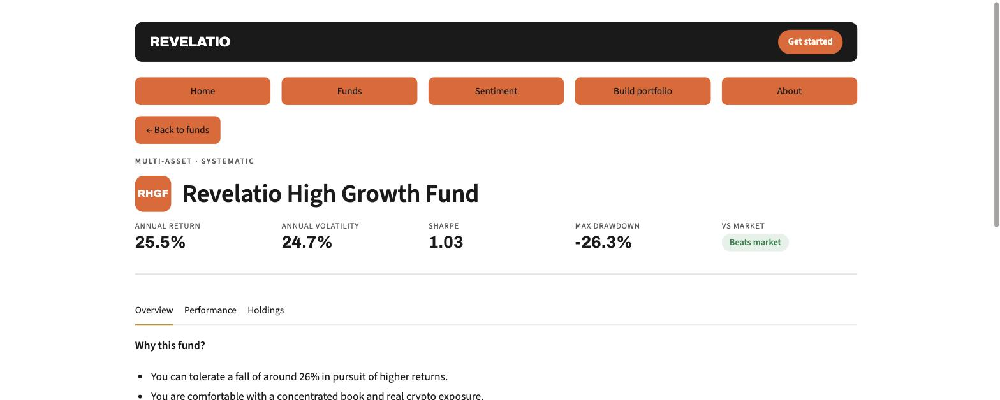 REVELATIO
Get started
Home
Funds
Sentiment
Build portfolio
About
← Back to funds
MULTI-ASSET · SYSTEMATIC
RHGF
Revelatio High Growth Fund
ANNUAL RETURN
25.5%
ANNUAL VOLATILITY
24.7%
SHARPE
1.03
MAX DRAWDOWN
-26.3%
VS MARKET
Beats market
Overview
Performance
Holdings
Why this fund?
• You can tolerate a fall of around 26% in pursuit of higher returns.
• You are comfortable with a concentrated book and real crypto exposure.